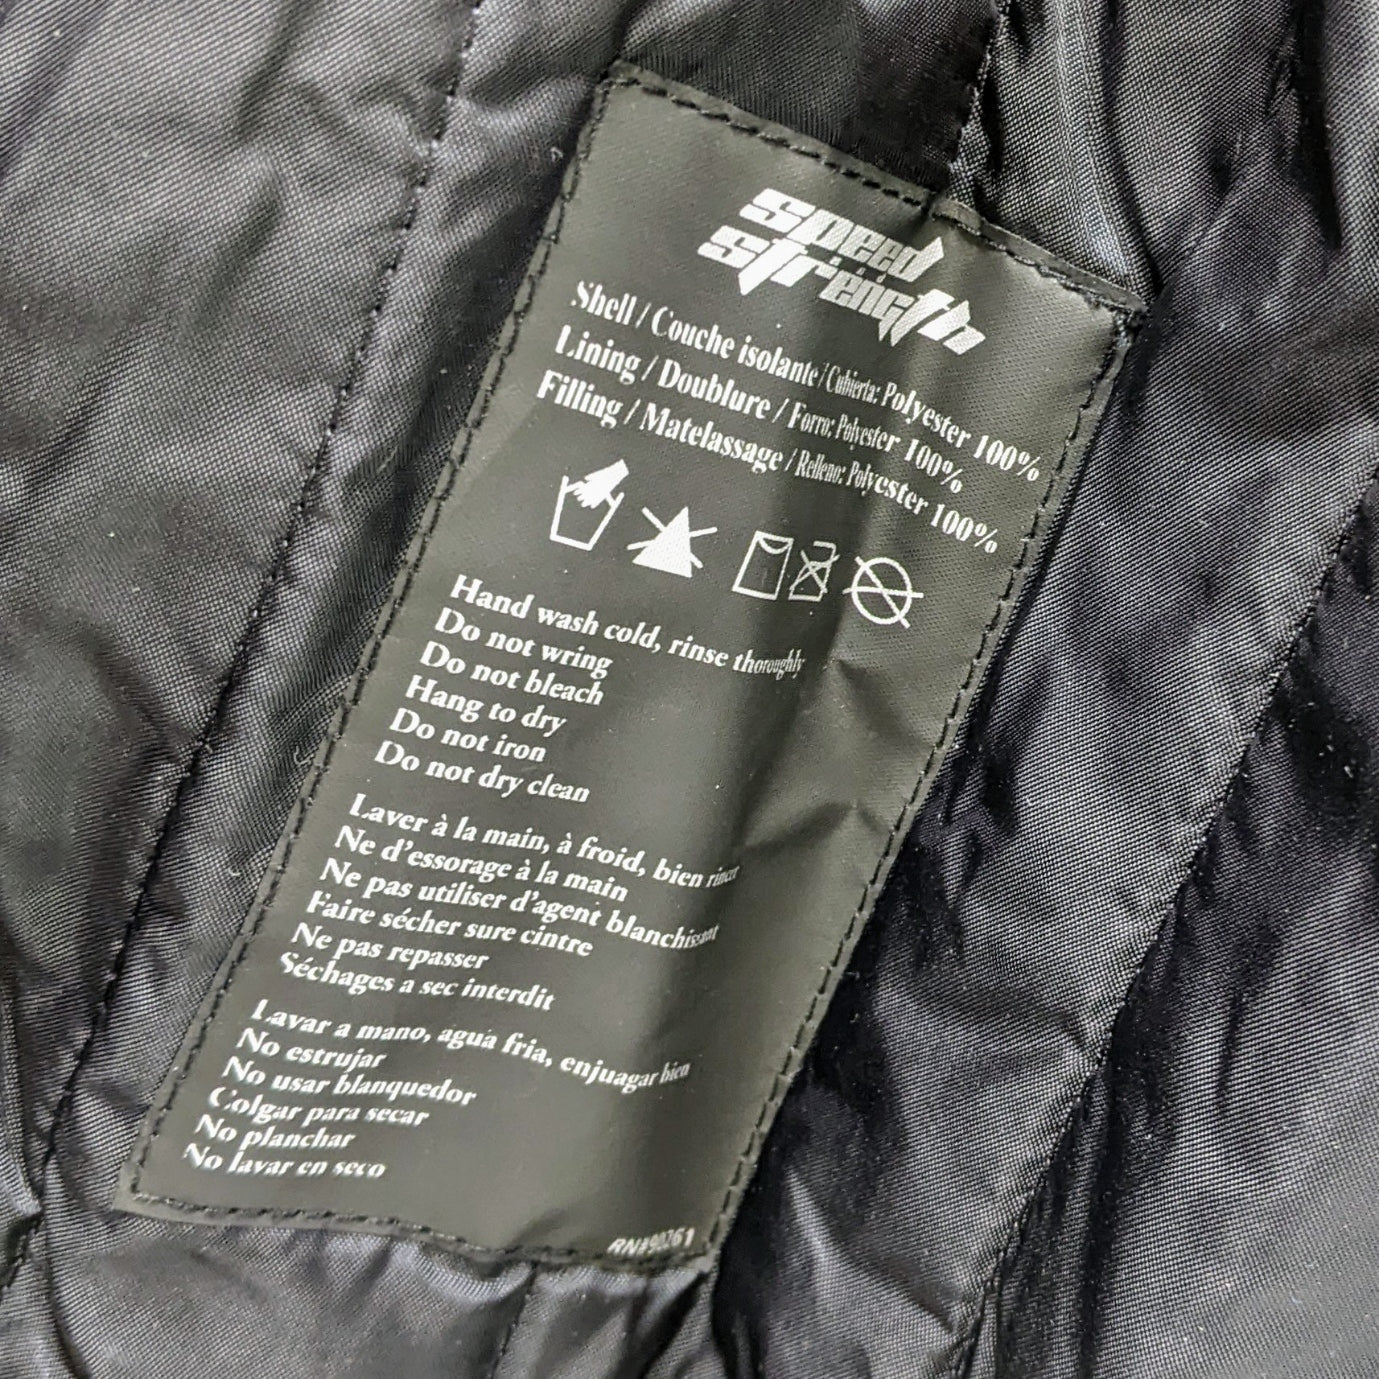 Speed
Strength
Shell / Couche isolante / Cubierta: Polyester 100%
Lining / Doublure / Forro: Polyester 100%
Filling / Matelassage / Relleno: Polyester 100%
Hand wash cold, rinse thoroughly
Do not wring
Do not bleach
Hang to dry
Do not iron
Do not dry clean
Laver à la main, à froid, bien rincer
Ne d'essorage à la main
Ne pas utiliser d'agent blanchissant
Faire sécher sure cintre
Ne pas repasser
Séchages a sec interdit
Lavar a mano, agua fria, enjuagar bien
No estrujar
No usar blanquedor
Colgar para secar
No planchar
No lavar en seco
RN#90261